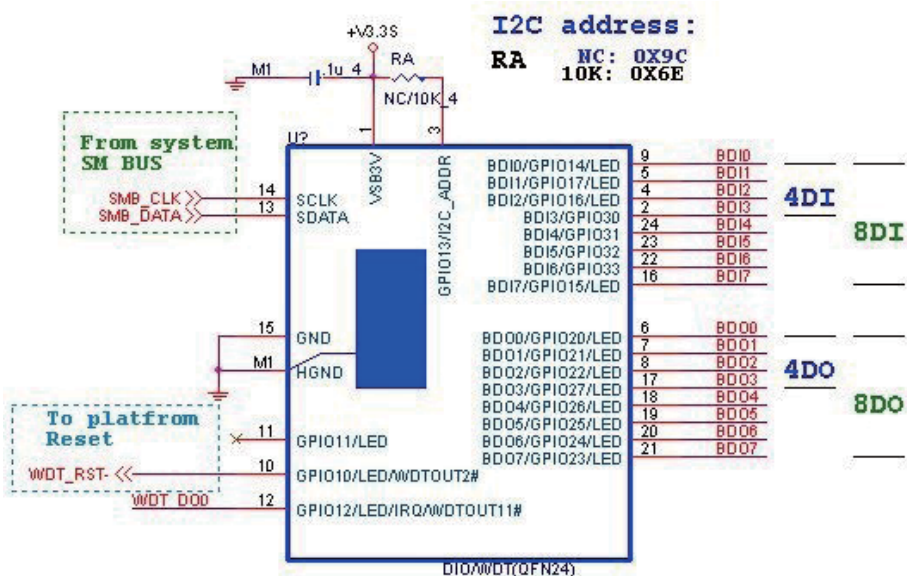 I2C address:
RA NC: 0X9C
10K: 0X6E
+V3.3S
RA
M1 .1u_4
NC/10K_4
From system
SM BUS
SMB_CLK
SMB_DATA
14
13
U?
1
3
VSB3V
GPIO13/I2C_ADDR
SCLK
SDATA
BDI0/GPIO14/LED 9 BDI0
BDI1/GPIO17/LED 5 BDI1
BDI2/GPIO16/LED 4 BDI2
BDI3/GPIO30 2 BDI3
BDI4/GPIO31 24 BDI4
BDI5/GPIO32 23 BDI5
BDI6/GPIO33 22 BDI6
BDI7/GPIO15/LED 16 BDI7
4DI
8DI
15 GND
M1 HGND
BDO0/GPIO20/LED 6 BDO0
BDO1/GPIO21/LED 7 BDO1
BDO2/GPIO22/LED 8 BDO2
BDO3/GPIO27/LED 17 BDO3
BDO4/GPIO26/LED 18 BDO4
BDO5/GPIO25/LED 19 BDO5
BDO6/GPIO24/LED 20 BDO6
BDO7/GPIO23/LED 21 BDO7
4DO
8DO
To platfrom
Reset
11 GPIO11/LED
WDT_RST- 10 GPIO10/LED/WDTOUT2#
WDT_DO0 12 GPIO12/LED/IRQ/WDTOUT11#
DIO/WDT(QFN24)